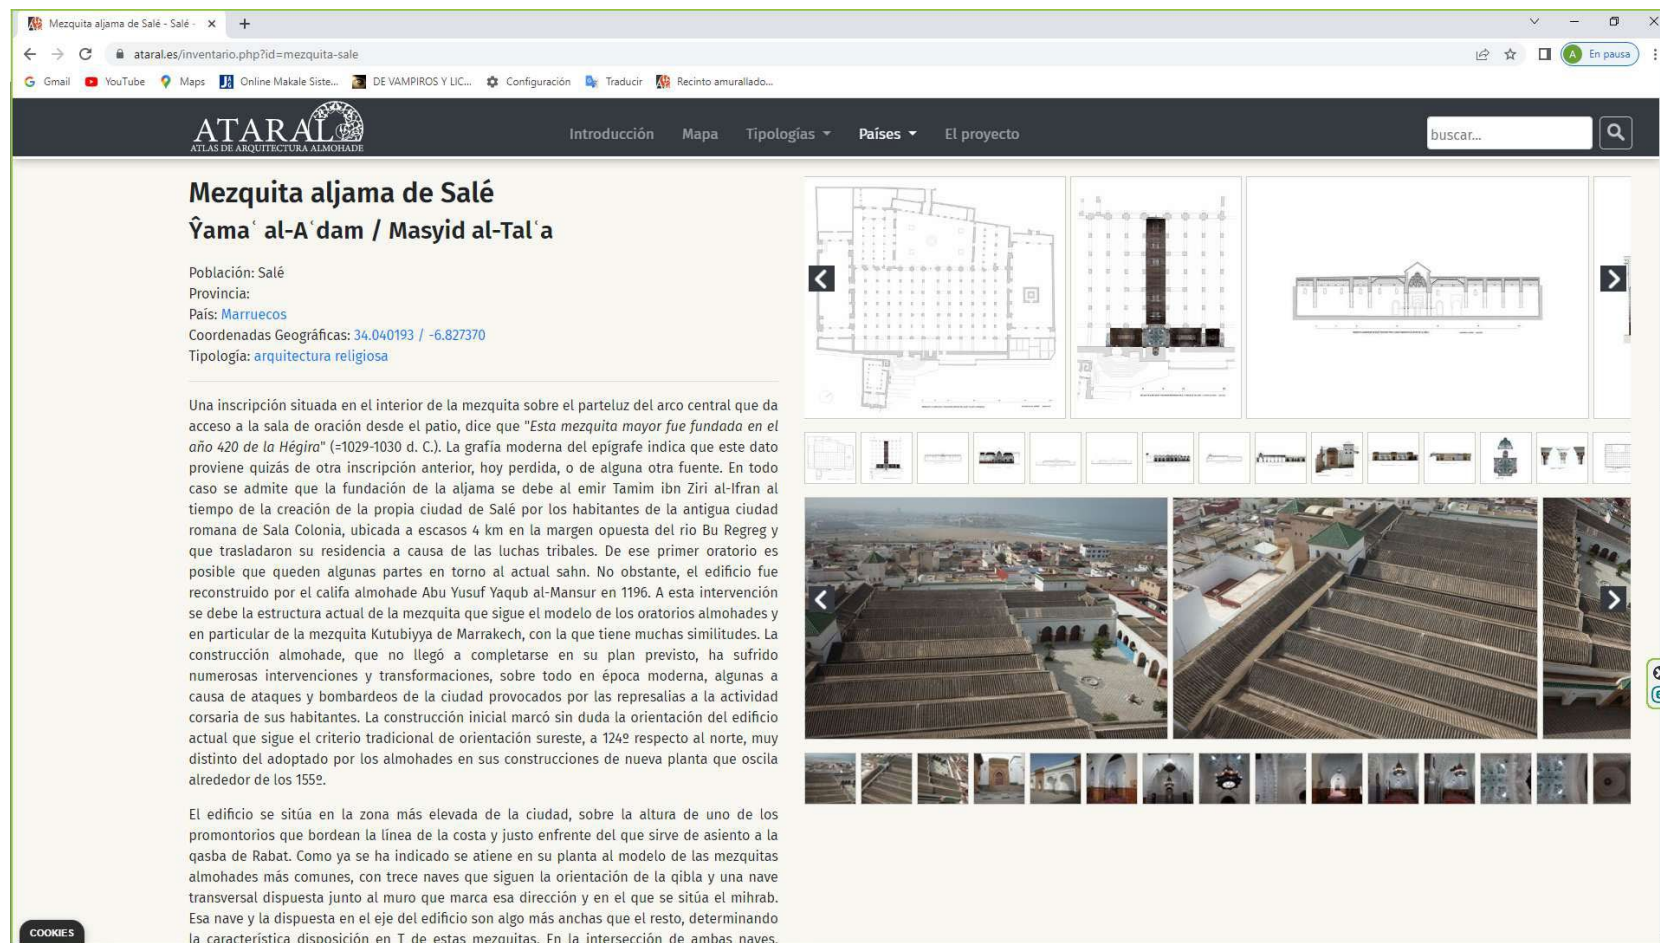 Mezquita aljama de Salé - Salé -
ataral.es/inventario.php?id=mezquita-sale
En pausa
Gmail YouTube Maps Online Makale Siste... DE VAMPIROS Y LIC... Configuración Traducir Recinto amurallado...
ATARAL
ATLAS DE ARQUITECTURA ALMOHADE
Introducción Mapa Tipologías Países El proyecto
buscar...
Mezquita aljama de Salé
Ŷamaʿ al-Aʿdam / Masyid al-Talʿa
Población: Salé
Provincia:
País: Marruecos
Coordenadas Geográficas: 34.040193 / -6.827370
Tipología: arquitectura religiosa
Una inscripción situada en el interior de la mezquita sobre el parteluz del arco central que da
acceso a la sala de oración desde el patio, dice que "Esta mezquita mayor fue fundada en el
año 420 de la Hégira" (=1029-1030 d. C.). La grafía moderna del epígrafe indica que este dato
proviene quizás de otra inscripción anterior, hoy perdida, o de alguna otra fuente. En todo
caso se admite que la fundación de la aljama se debe al emir Tamim ibn Ziri al-Ifran al
tiempo de la creación de la propia ciudad de Salé por los habitantes de la antigua ciudad
romana de Sala Colonia, ubicada a escasos 4 km en la margen opuesta del rio Bu Regreg y
que trasladaron su residencia a causa de las luchas tribales. De ese primer oratorio es
posible que queden algunas partes en torno al actual sahn. No obstante, el edificio fue
reconstruido por el califa almohade Abu Yusuf Yaqub al-Mansur en 1196. A esta intervención
se debe la estructura actual de la mezquita que sigue el modelo de los oratorios almohades y
en particular de la mezquita Kutubiyya de Marrakech, con la que tiene muchas similitudes. La
construcción almohade, que no llegó a completarse en su plan previsto, ha sufrido
numerosas intervenciones y transformaciones, sobre todo en época moderna, algunas a
causa de ataques y bombardeos de la ciudad provocados por las represalias a la actividad
corsaria de sus habitantes. La construcción inicial marcó sin duda la orientación del edificio
actual que sigue el criterio tradicional de orientación sureste, a 124º respecto al norte, muy
distinto del adoptado por los almohades en sus construcciones de nueva planta que oscila
alrededor de los 155º.
El edificio se sitúa en la zona más elevada de la ciudad, sobre la altura de uno de los
promontorios que bordean la línea de la costa y justo enfrente del que sirve de asiento a la
qasba de Rabat. Como ya se ha indicado se atiene en su planta al modelo de las mezquitas
almohades más comunes, con trece naves que siguen la orientación de la qibla y una nave
transversal dispuesta junto al muro que marca esa dirección y en el que se sitúa el mihrab.
Esa nave y la dispuesta en el eje del edificio son algo más anchas que el resto, determinando
la característica disposición en T de estas mezquitas. En la intersección de ambas naves,
COOKIES